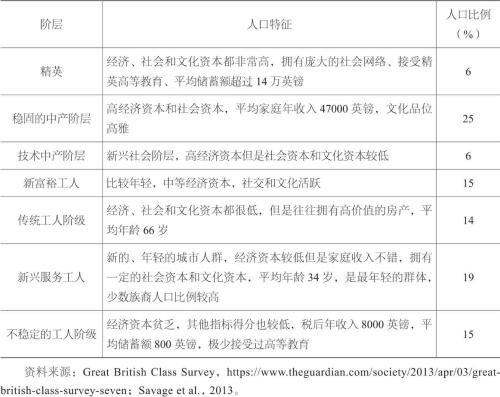 阶层 人口特征 人口比例
（%）
精英 经济、社会和文化资本都非常高，拥有庞大的社会网络、接受精
英高等教育、平均储蓄额超过 14 万英镑 6
稳固的中产阶层 高经济资本和社会资本，平均家庭年收入 47000 英镑，文化品位
高雅 25
技术中产阶层 新兴社会阶层，高经济资本但是社会资本和文化资本较低 6
新富裕工人 比较年轻，中等经济资本，社交和文化活跃 15
传统工人阶级 经济、社会和文化资本都很低，但是往往拥有高价值的房产，平
均年龄 66 岁 14
新兴服务工人 新的、年轻的城市人群，经济资本较低但是家庭收入不错，拥有
一定的社会资本和文化资本，平均年龄 34 岁，是最年轻的群体，
少数族裔人口比例较高 19
不稳定的工人阶级 经济资本贫乏，其他指标得分也较低，税后年收入 8000 英镑，平
均储蓄额 800 英镑，极少接受过高等教育 15
资料来源：Great British Class Survey，https://www.theguardian.com/society/2013/apr/03/great-
british-class-survey-seven；Savage et al.，2013。